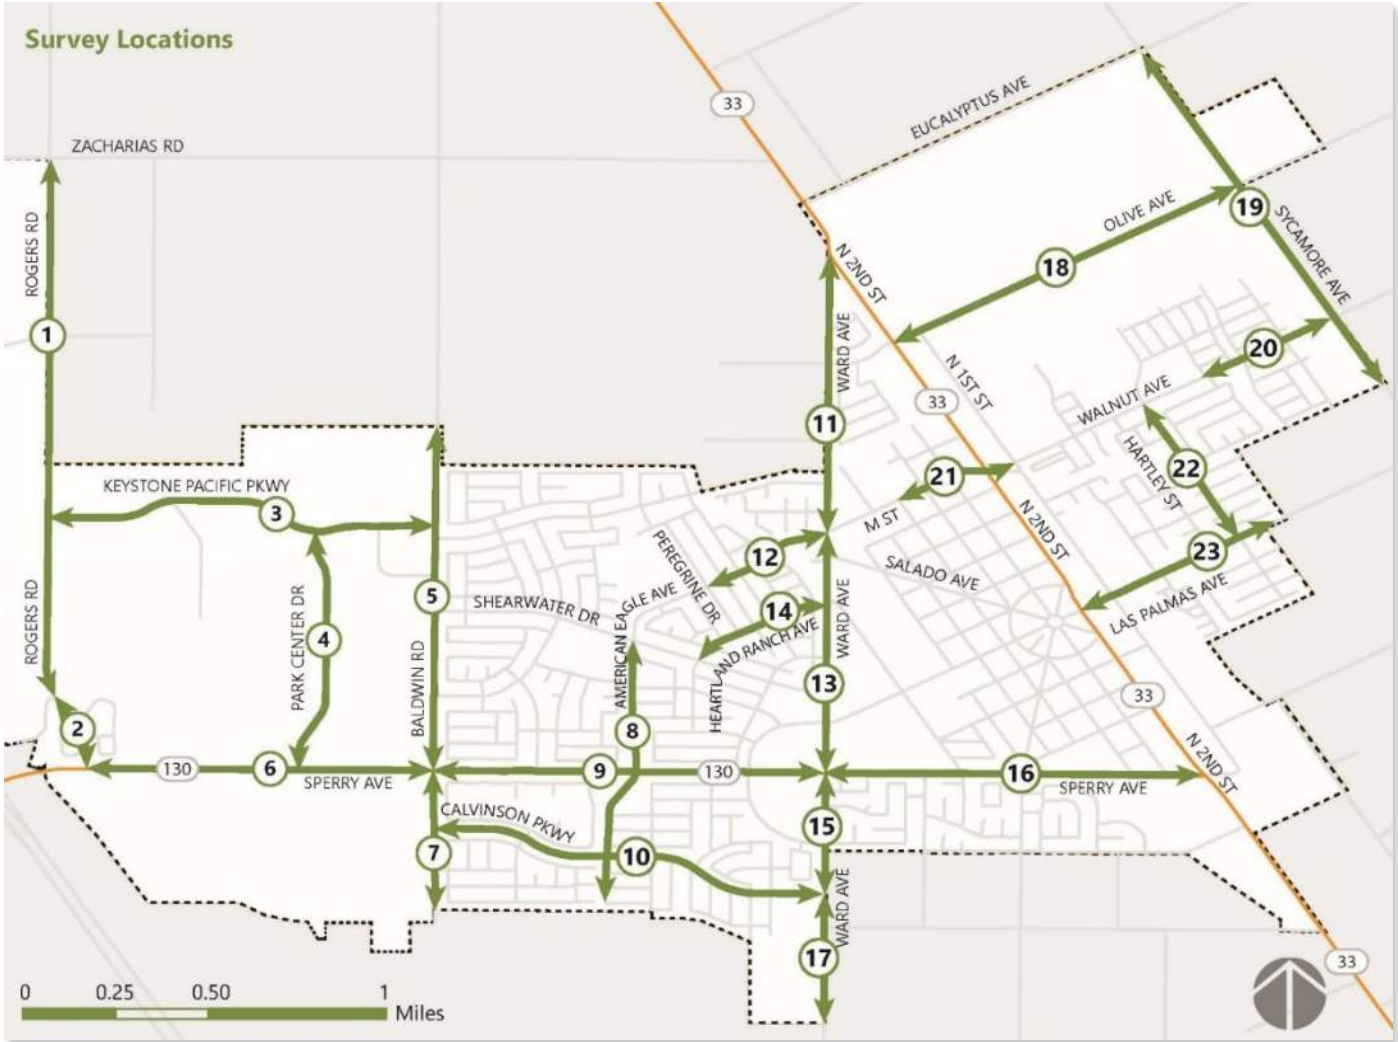 Survey Locations
33
EUCALYPTUS AVE
ZACHARIAS RD
19
OLIVE AVE
ROGERS RD
SYCAMORE AVE
18
N 2ND ST
1
WARD AVE
20
N 1ST ST
33
WALNUT AVE
11
HARTLEY ST
22
21
KEYSTONE PACIFIC PKWY
3
M ST
N 2ND ST
12
PEREGRINE DR
23
SALADO AVE
5
SHEARWATER DR
AMERICAN EAGLE AVE
14
WARD AVE
LAS PALMAS AVE
ROGERS RD
4
PARK CENTER DR
HEARTLAND RANCH AVE
BALDWIN RD
13
33
2
8
N 2ND ST
130
6
SPERRY AVE
9
130
16
SPERRY AVE
CALVINSON PKWY
15
7
10
WARD AVE
17
33
0 0.25 0.50 1
Miles